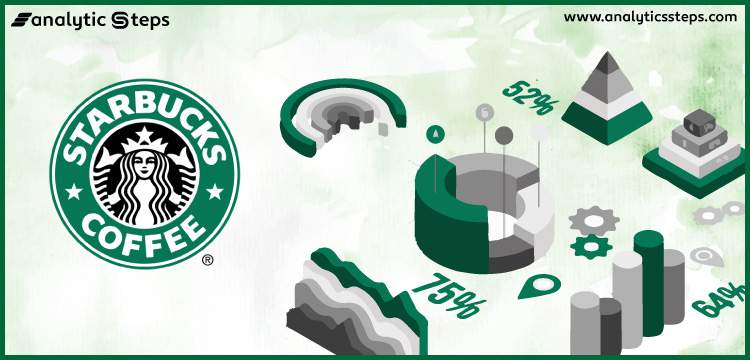 analytic Steps
www.analyticssteps.com
STARBUCKS
COFFEE
®
52%
75%
64%